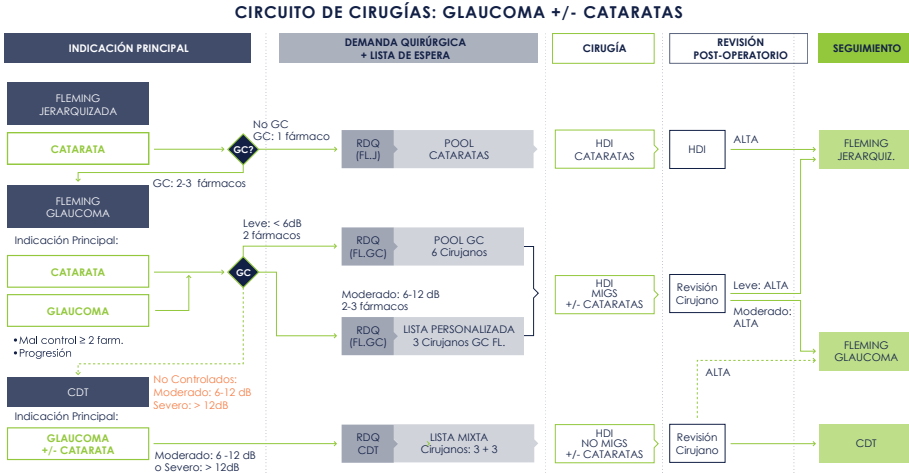 CIRCUITO DE CIRUGÍAS: GLAUCOMA +/- CATARATAS
INDICACIÓN PRINCIPAL
DEMANDA QUIRÚRGICA
+ LISTA DE ESPERA
CIRUGÍA
REVISIÓN
POST-OPERATORIO
SEGUIMIENTO
FLEMING
JERARQUIZADA
CATARATA
GC?
No GC
GC: 1 fármaco
RDQ
(FL.J)
POOL
CATARATAS
HDI
CATARATAS
HDI
ALTA
FLEMING
JERARQUIZ.
GC: 2-3 fármacos
FLEMING
GLAUCOMA
Indicación Principal:
CATARATA
GLAUCOMA
GC
Leve: < 6dB
2 fármacos
RDQ
(FL.GC)
POOL GC
6 Cirujanos
Moderado: 6-12 dB
2-3 fármacos
RDQ
(FL.GC)
LISTA PERSONALIZADA
3 Cirujanos GC FL.
HDI
MIGS
+/- CATARATAS
Revisión
Cirujano
Leve: ALTA
Moderado:
ALTA
FLEMING
GLAUCOMA
•Mal control ≥ 2 farm.
•Progresión
CDT
No Controlados:
Moderado: 6-12 dB
Severo: > 12dB
ALTA
Indicación Principal:
GLAUCOMA
+/- CATARATA
Moderado: 6 -12 dB
o Severo: > 12dB
RDQ
CDT
LISTA MIXTA
Cirujanos: 3 + 3
HDI
NO MIGS
+/- CATARATAS
Revisión
Cirujano
CDT